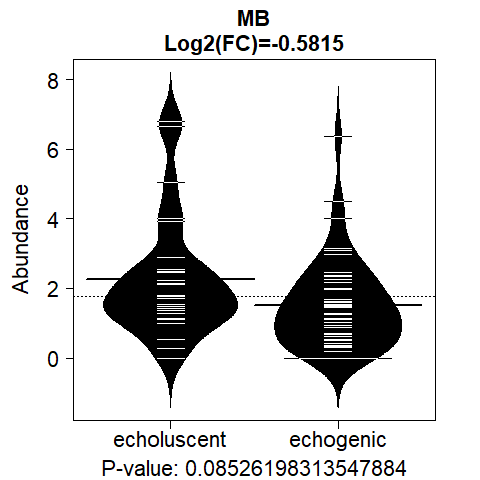 MB
Log2(FC)=-0.5815
8
6
4
2
0
Abundance
echoluscent echogenic
P-value: 0.08526198313547884